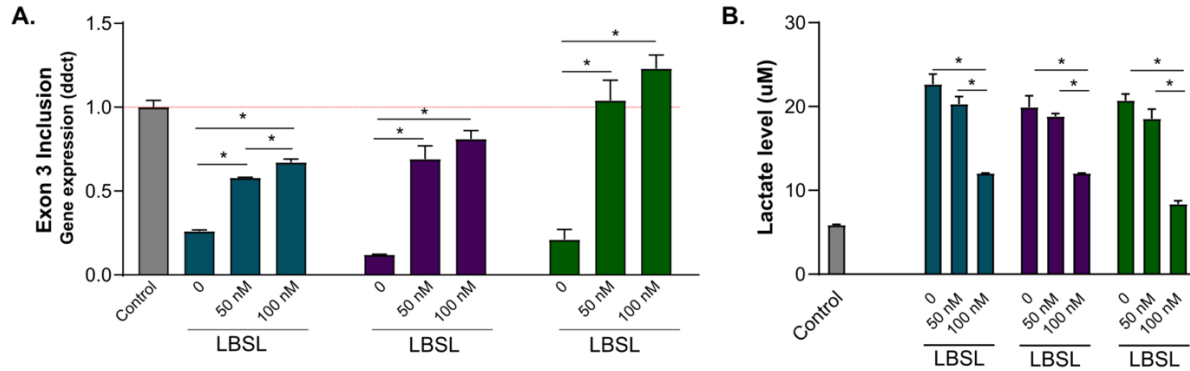 A.
Exon 3 Inclusion
Gene expression (ddct)
1.5
1.0
0.5
0.0
* * *
* *
* *
Control
0
50 nM
100 nM
0
50 nM
100 nM
0
50 nM
100 nM
LBSL
LBSL
LBSL
B.
Lactate level (uM)
30
20
10
0
* *
* *
* *
Control
0
50 nM
100 nM
0
50 nM
100 nM
0
50 nM
100 nM
LBSL
LBSL
LBSL